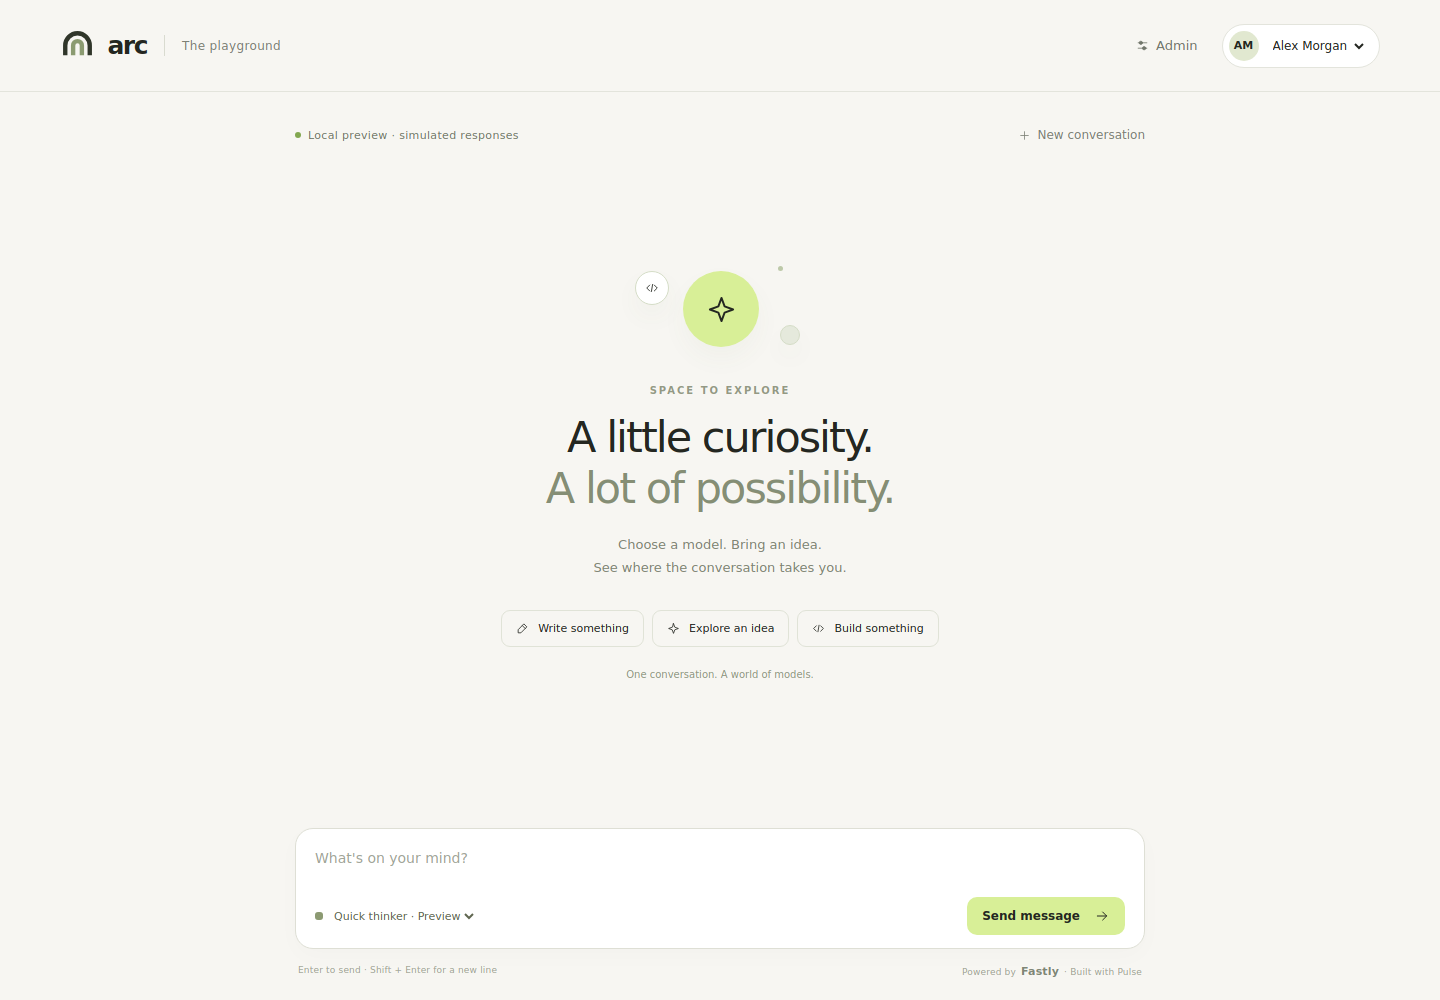 arc
The playground
Admin
AM
Alex Morgan
Local preview · simulated responses
New conversation
SPACE TO EXPLORE
A little curiosity.
A lot of possibility.
Choose a model. Bring an idea.
See where the conversation takes you.
Write something
Explore an idea
Build something
One conversation. A world of models.
What's on your mind?
Quick thinker · Preview
Send message
Enter to send · Shift + Enter for a new line
Powered by Fastly · Built with Pulse